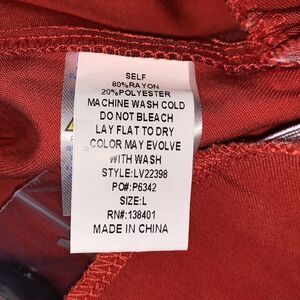 SELF
80%RAYON
20%POLYESTER
MACHINE WASH COLD
DO NOT BLEACH
LAY FLAT TO DRY
COLOR MAY EVOLVE
WITH WASH
STYLE:LV22398
PO#:P6342
SIZE:L
RN#:138401
MADE IN CHINA